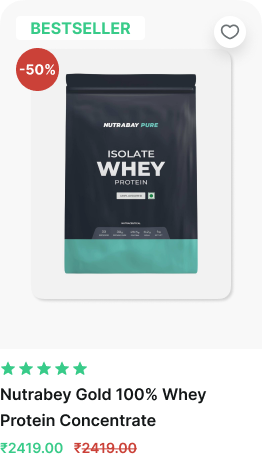 BESTSELLER
-50%
NUTRABAY PURE
ISOLATE
WHEY
PROTEIN
Nutrabey Gold 100% Whey
Protein Concentrate
₹2419.00 ₹2419.00